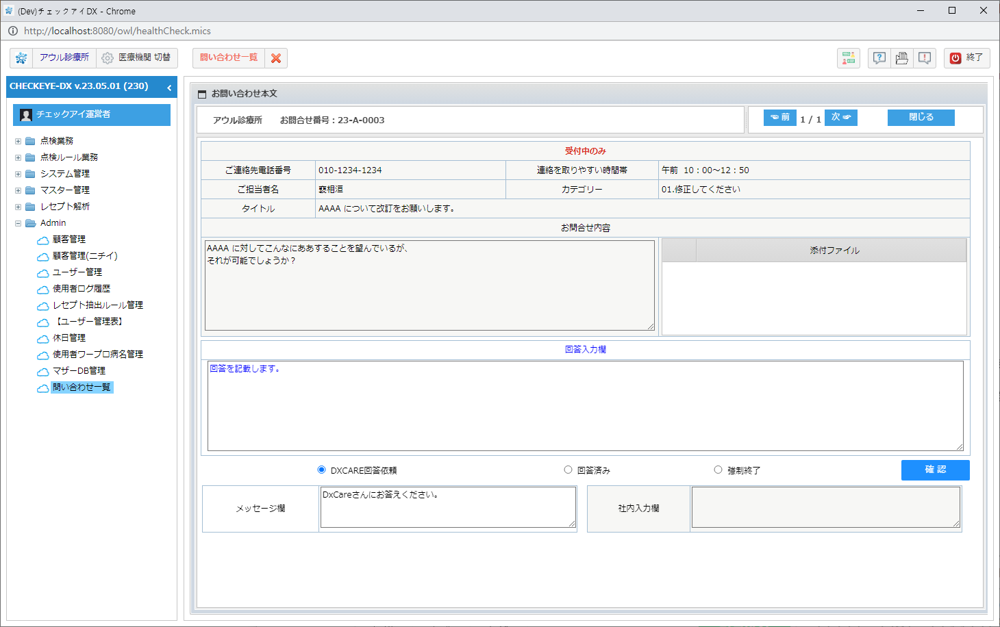 (Dev)チェックアイDX - Chrome
http://localhost:8080/owl/healthCheck.mics
アウル診療所
医療機関 切替
問い合わせ一覧
終了
CHECKEYE-DX v.23.05.01 (230)
チェックアイ運営者
点検業務
点検ルール業務
システム管理
マスター管理
レセプト解析
Admin
顧客管理
顧客管理(ニチイ)
ユーザー管理
使用者ログ履歴
レセプト抽出ルール管理
【ユーザー管理表】
休日管理
使用者ワープロ病名管理
マザーDB管理
問い合わせ一覧
お問い合わせ本文
アウル診療所 お問合せ番号 : 23-A-0003
前 1 / 1 次 閉じる
受付中のみ
ご連絡先電話番号 010-1234-1234 連絡を取りやすい時間帯 午前 10：00～12：50
ご担当者名 裵相洹 カテゴリー 01.修正してください
タイトル AAAA について改訂をお願いします。
お問合せ内容
AAAA に対してこんなにああすることを望んでいるが、
それが可能でしょうか？
添付ファイル
回答入力欄
回答を記載します。
DXCARE回答依頼 回答済み 強制終了 確 認
メッセージ欄 DxCareさんにお答えください。 社内入力欄